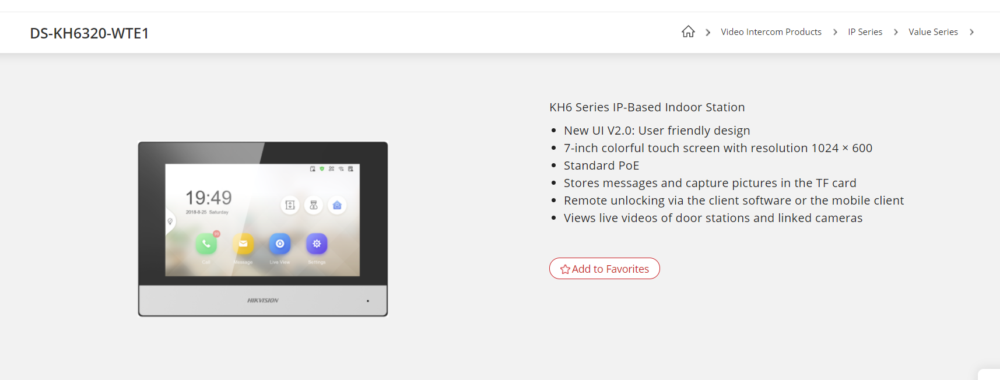 DS-KH6320-WTE1
Video Intercom Products
IP Series
Value Series
19:49
2018-8-25 Saturday
Call
Message
Live View
Settings
HIKVISION
KH6 Series IP-Based Indoor Station
New UI V2.0: User friendly design
7-inch colorful touch screen with resolution 1024 × 600
Standard PoE
Stores messages and capture pictures in the TF card
Remote unlocking via the client software or the mobile client
Views live videos of door stations and linked cameras
Add to Favorites